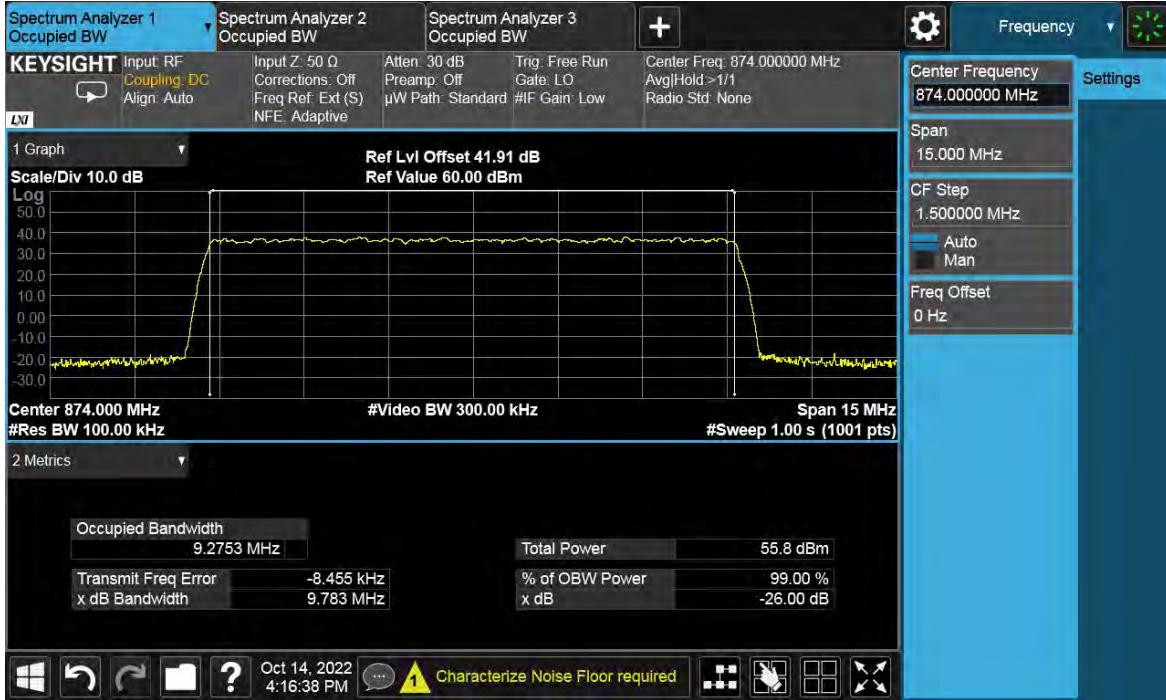 Spectrum Analyzer 1
Occupied BW
Spectrum Analyzer 2
Occupied BW
Spectrum Analyzer 3
Occupied BW
Frequency
KEYSIGHT
LXI
Input: RF
Coupling: DC
Align: Auto
Input Z: 50 Ω
Corrections: Off
Freq Ref: Ext (S)
NFE: Adaptive
Atten: 30 dB
Preamp: Off
µW Path: Standard
Trig: Free Run
Gate: LO
#IF Gain: Low
Center Freq: 874.000000 MHz
Avg|Hold:>1/1
Radio Std: None
Center Frequency
874.000000 MHz
Settings
Span
15.000 MHz
CF Step
1.500000 MHz
Auto
Man
Freq Offset
0 Hz
1 Graph
Scale/Div 10.0 dB
Ref Lvl Offset 41.91 dB
Ref Value 60.00 dBm
Log
50.0
40.0
30.0
20.0
10.0
0.00
-10.0
-20.0
-30.0
Center 874.000 MHz
#Video BW 300.00 kHz
Span 15 MHz
#Res BW 100.00 kHz
#Sweep 1.00 s (1001 pts)
2 Metrics
Occupied Bandwidth
9.2753 MHz
Total Power 55.8 dBm
Transmit Freq Error -8.455 kHz
% of OBW Power 99.00 %
x dB Bandwidth 9.783 MHz
x dB -26.00 dB
?
Oct 14, 2022
4:16:38 PM
1
Characterize Noise Floor required